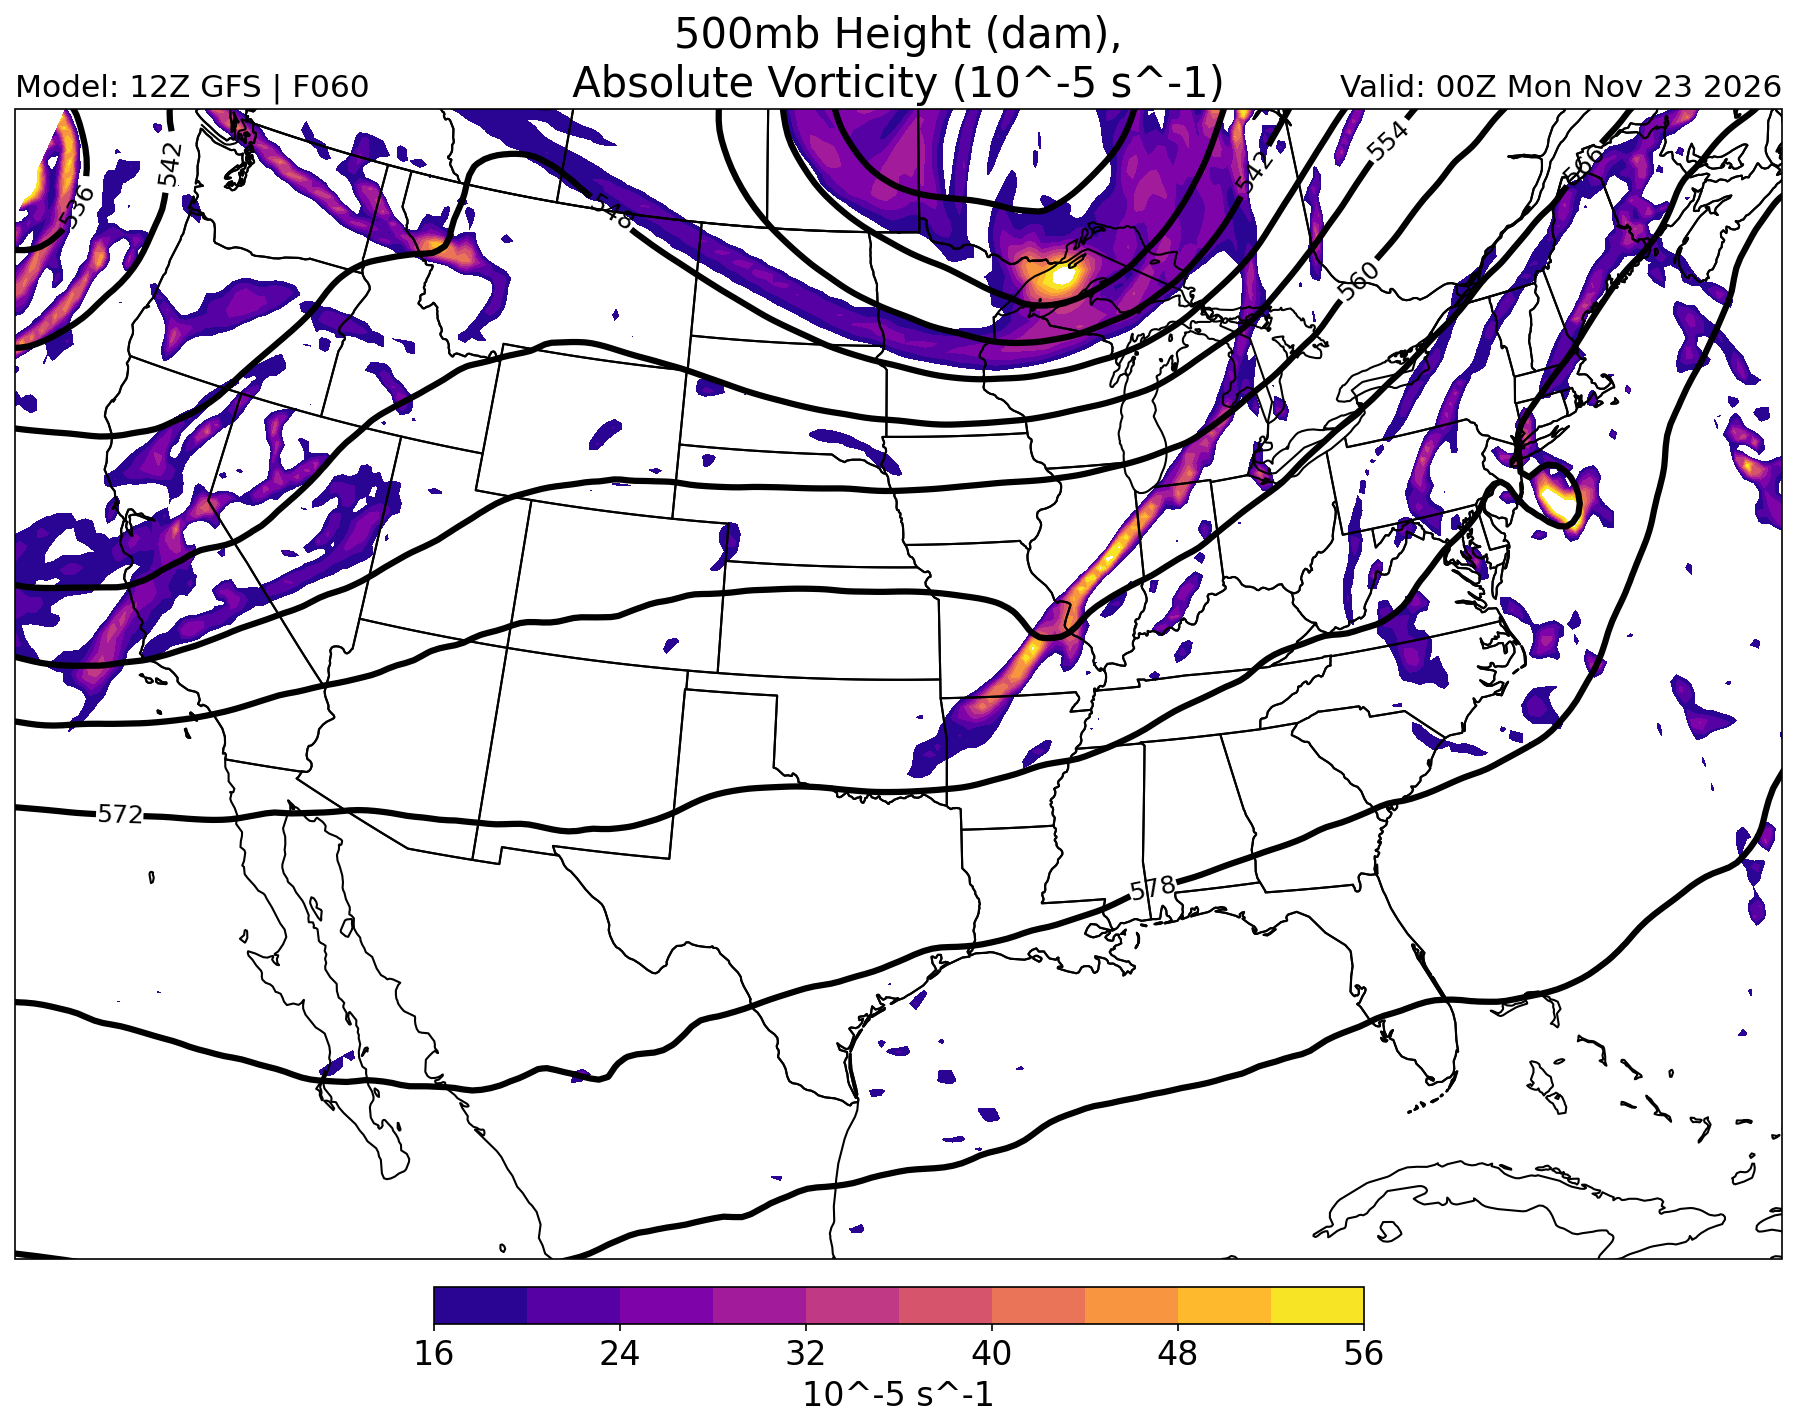 500mb Height (dam),
Model: 12Z GFS | F060
Absolute Vorticity (10^-5 s^-1)
Valid: 00Z Mon Nov 23 2026
536
542
548
542
554
566
560
572
578
16 24 32 40 48 56
10^-5 s^-1